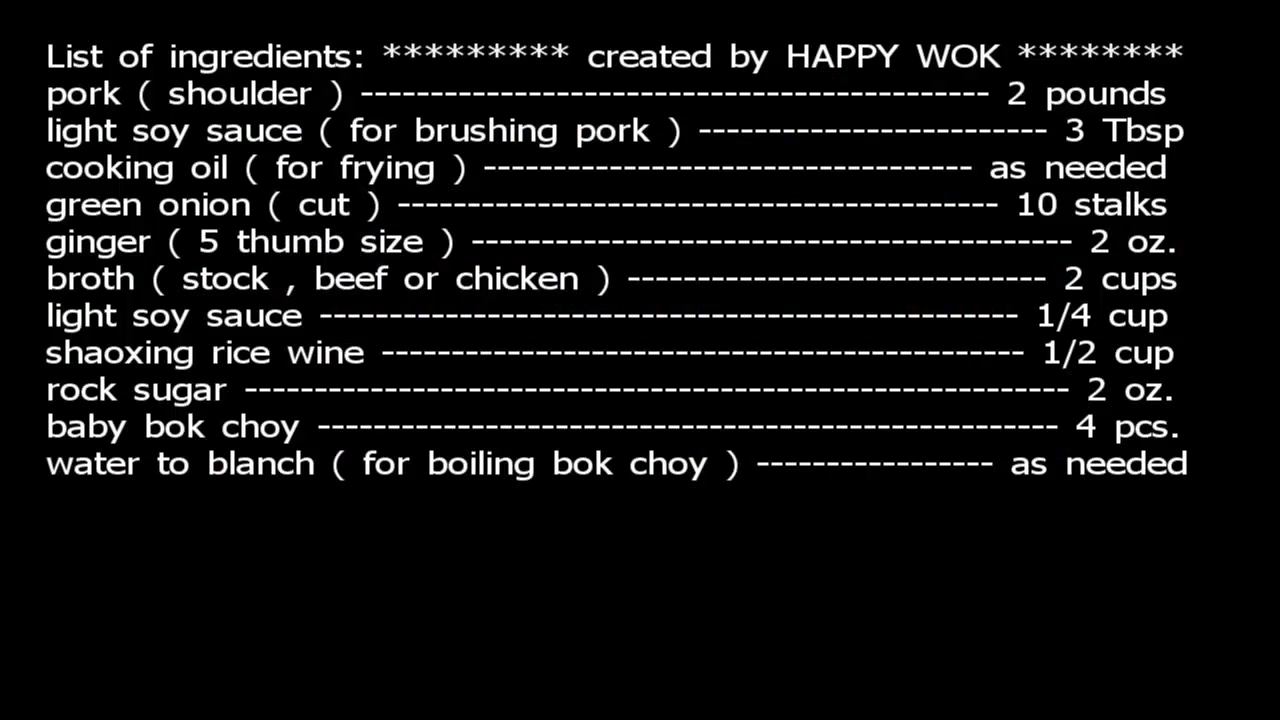 List of ingredients: ********* created by HAPPY WOK ********
pork ( shoulder ) --------------------------------------------- 2 pounds
light soy sauce ( for brushing pork ) ------------------------- 3 Tbsp
cooking oil ( for frying ) ----------------------------------- as needed
green onion ( cut ) ------------------------------------------- 10 stalks
ginger ( 5 thumb size ) ------------------------------------------- 2 oz.
broth ( stock , beef or chicken ) ------------------------------ 2 cups
light soy sauce -------------------------------------------------- 1/4 cup
shaoxing rice wine ---------------------------------------------- 1/2 cup
rock sugar ----------------------------------------------------------- 2 oz.
baby bok choy ----------------------------------------------------- 4 pcs.
water to blanch ( for boiling bok choy ) ----------------- as needed